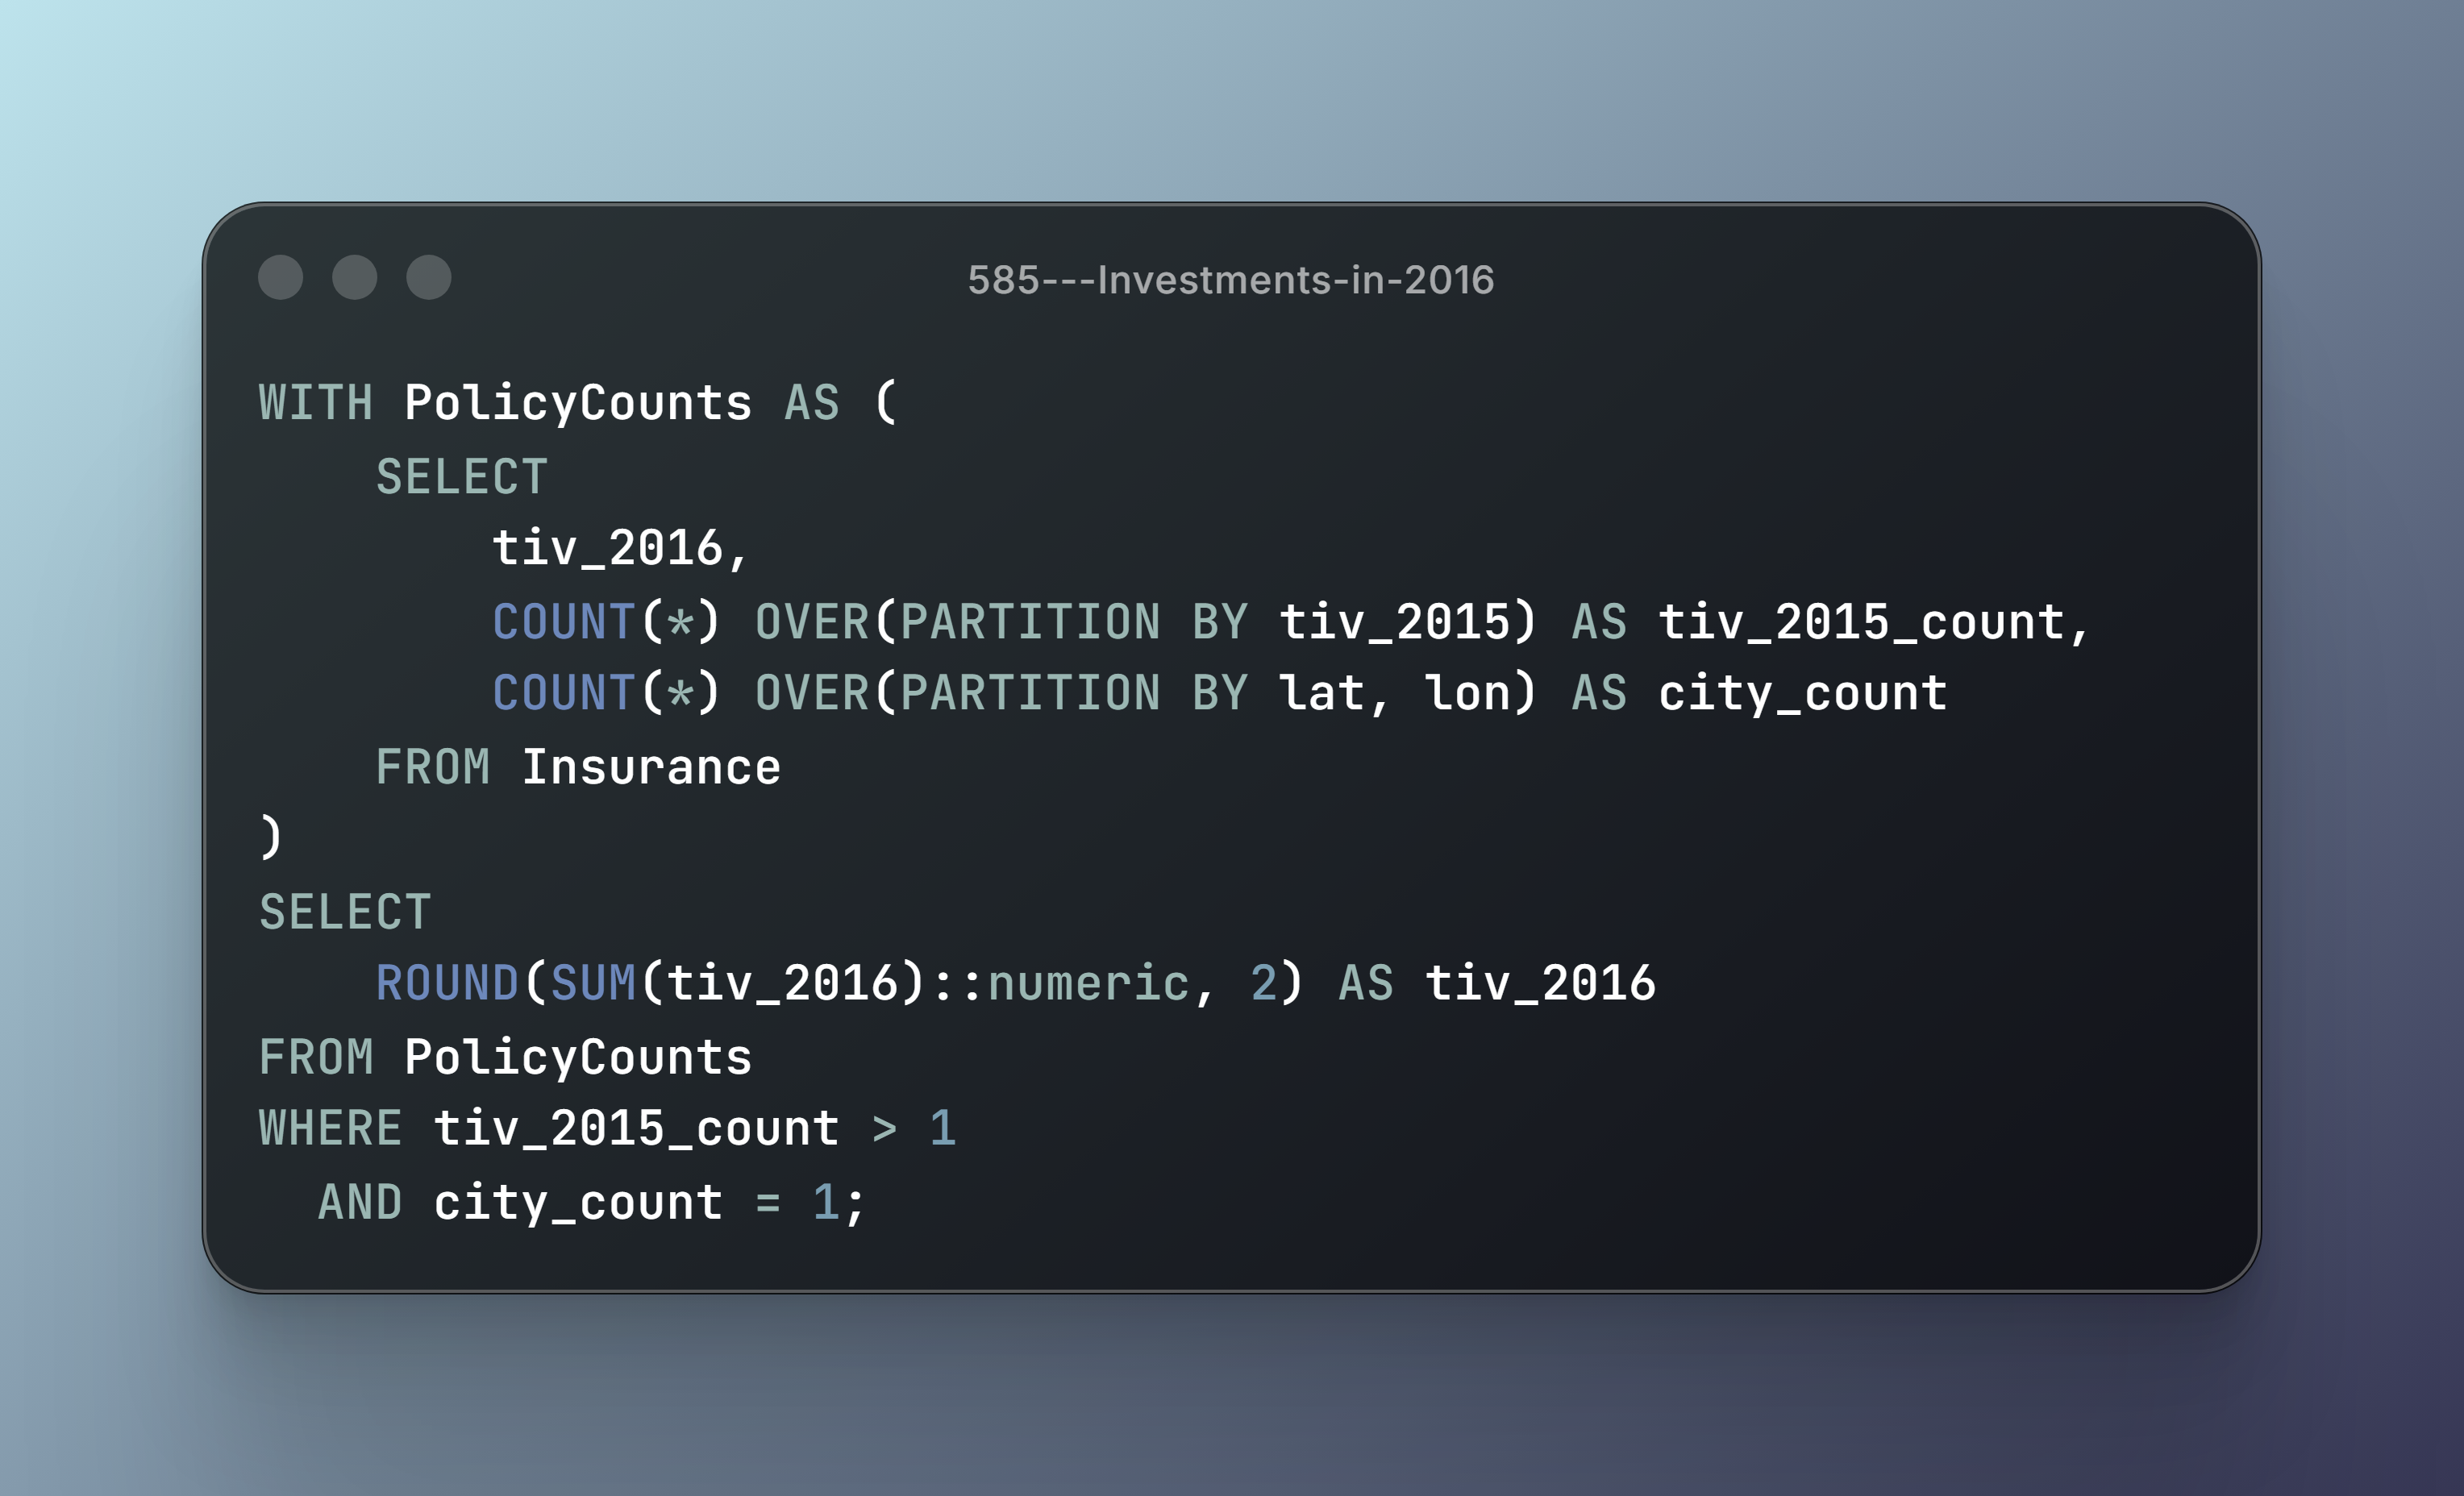 585---Investments-in-2016
WITH PolicyCounts AS (
    SELECT
        tiv_2016,
        COUNT(*) OVER(PARTITION BY tiv_2015) AS tiv_2015_count,
        COUNT(*) OVER(PARTITION BY lat, lon) AS city_count
    FROM Insurance
)
SELECT
    ROUND(SUM(tiv_2016)::numeric, 2) AS tiv_2016
FROM PolicyCounts
WHERE tiv_2015_count > 1
  AND city_count = 1;